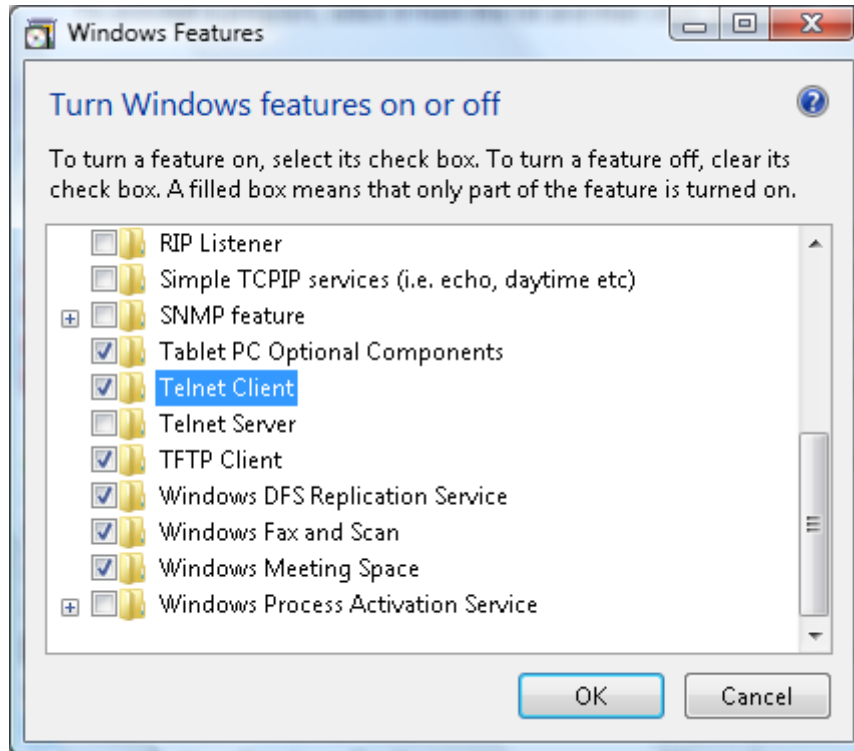 Windows Features
Turn Windows features on or off
To turn a feature on, select its check box. To turn a feature off, clear its
check box. A filled box means that only part of the feature is turned on.
RIP Listener
Simple TCPIP services (i.e. echo, daytime etc)
SNMP feature
Tablet PC Optional Components
Telnet Client
Telnet Server
TFTP Client
Windows DFS Replication Service
Windows Fax and Scan
Windows Meeting Space
Windows Process Activation Service
OK Cancel